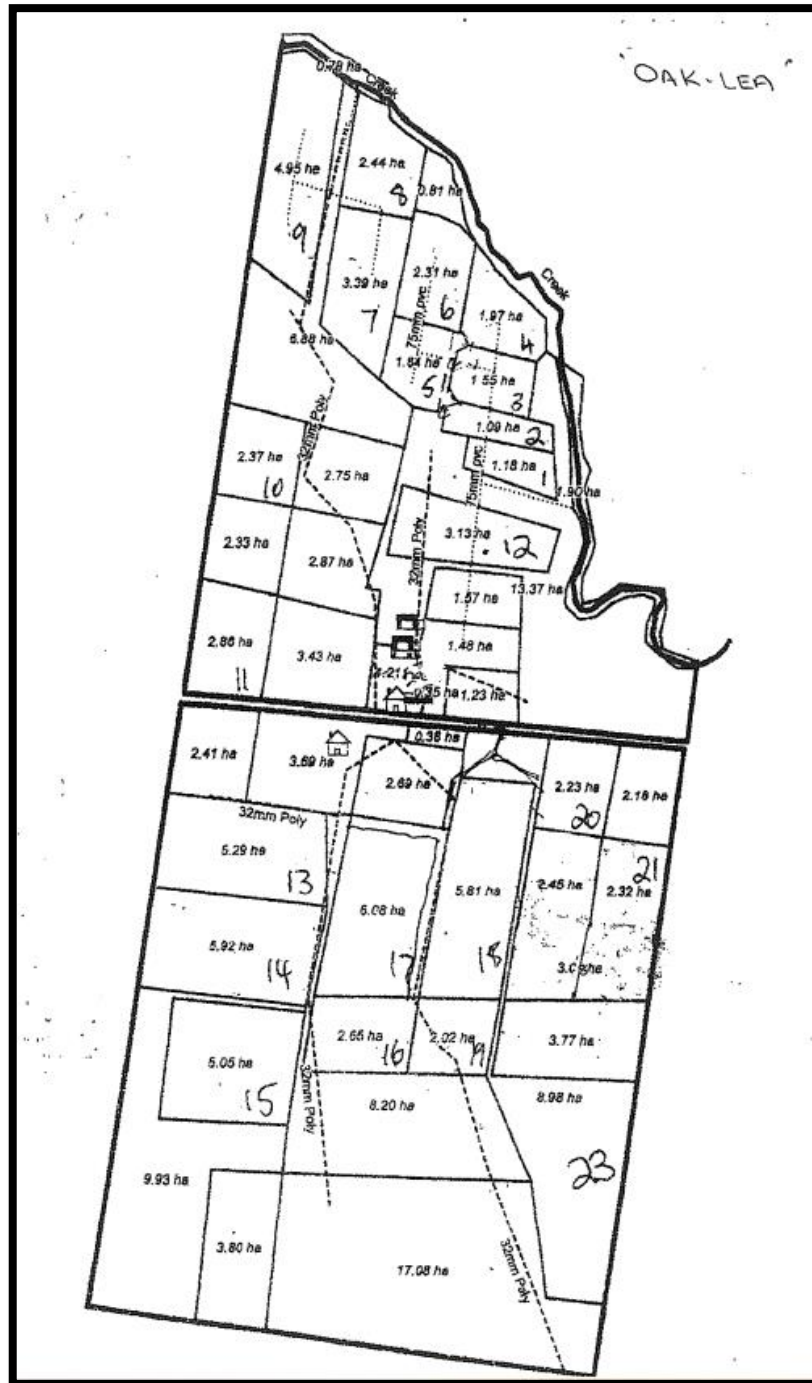 "OAK-LEA"
0.78 ha
Creek
4.95 ha
2.44 ha
8
0.81 ha
9
Creek
3.39 ha
7
2.31 ha
6
75mm pvc
1.97 ha
4
6.88 ha
1.84 ha
5
1.55 ha
3
1.09 ha
2
32mm Poly
2.37 ha
10
2.75 ha
1.18 ha
1
75mm pvc
1.90 ha
3.13 ha
12
32mm Poly
2.33 ha
2.87 ha
13.37 ha
1.57 ha
2.86 ha
11
3.43 ha
1.48 ha
0.35 ha
1.23 ha
2.41 ha
3.69 ha
0.36 ha
2.69 ha
2.23 ha
20
2.18 ha
32mm Poly
5.29 ha
13
6.08 ha
17
5.81 ha
18
2.45 ha
21
2.32 ha
5.92 ha
14
2.65 ha
16
2.02 ha
19
3.77 ha
5.05 ha
15
32mm Poly
8.20 ha
8.98 ha
23
9.93 ha
3.80 ha
17.08 ha
32mm Poly